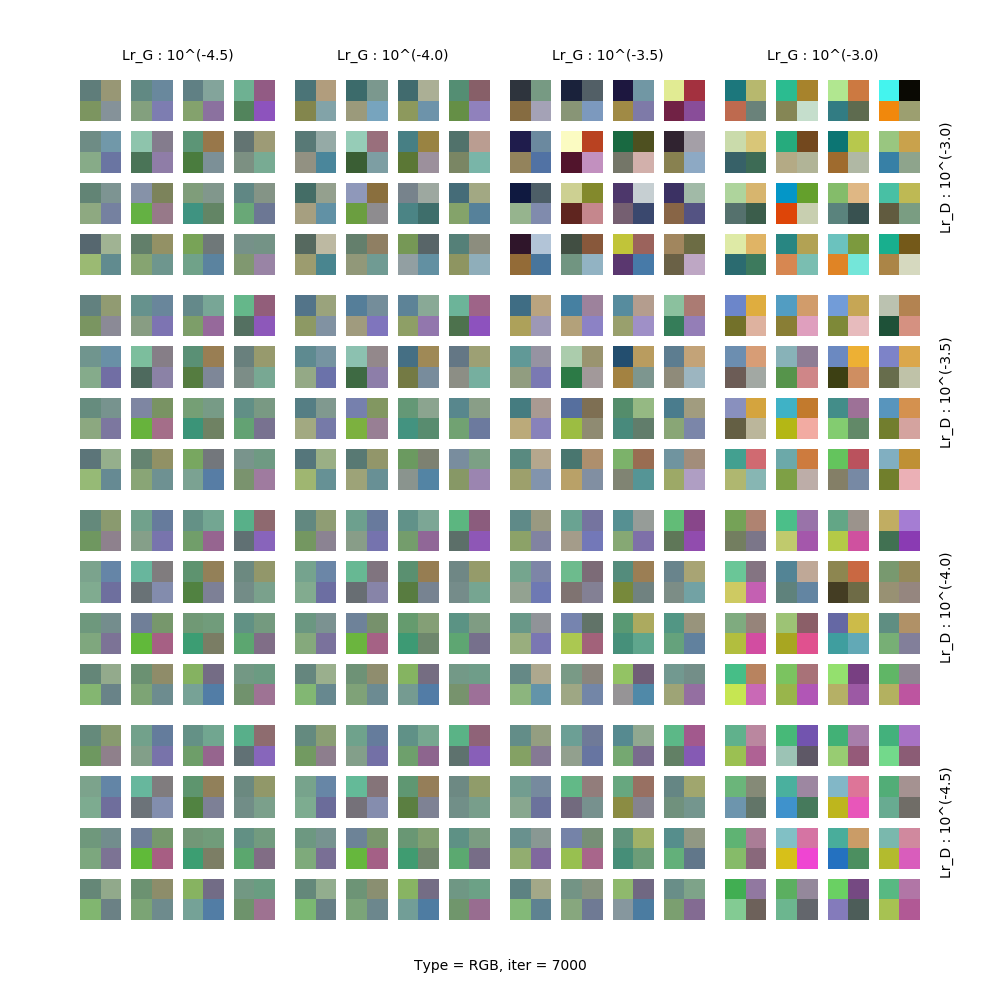 Lr_G : 10^(-4.5)
Lr_G : 10^(-4.0)
Lr_G : 10^(-3.5)
Lr_G : 10^(-3.0)
Lr_D : 10^(-3.0)
Lr_D : 10^(-3.5)
Lr_D : 10^(-4.0)
Lr_D : 10^(-4.5)
Type = RGB, iter = 7000